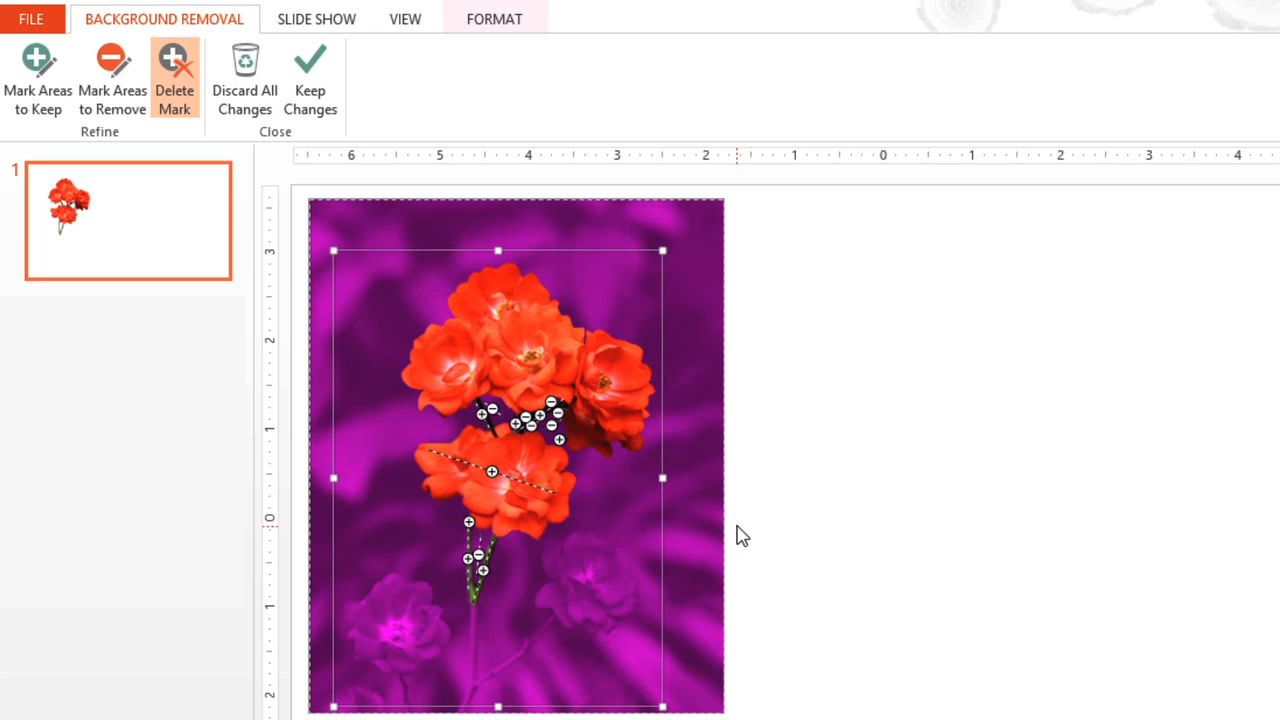 FILE BACKGROUND REMOVAL SLIDE SHOW VIEW FORMAT
Mark Areas to Keep
Mark Areas to Remove
Delete Mark
Discard All Changes
Keep Changes
Refine Close
1
6 5 4 3 2 1 0 1 2 3 4
3
2
1
0
1
2